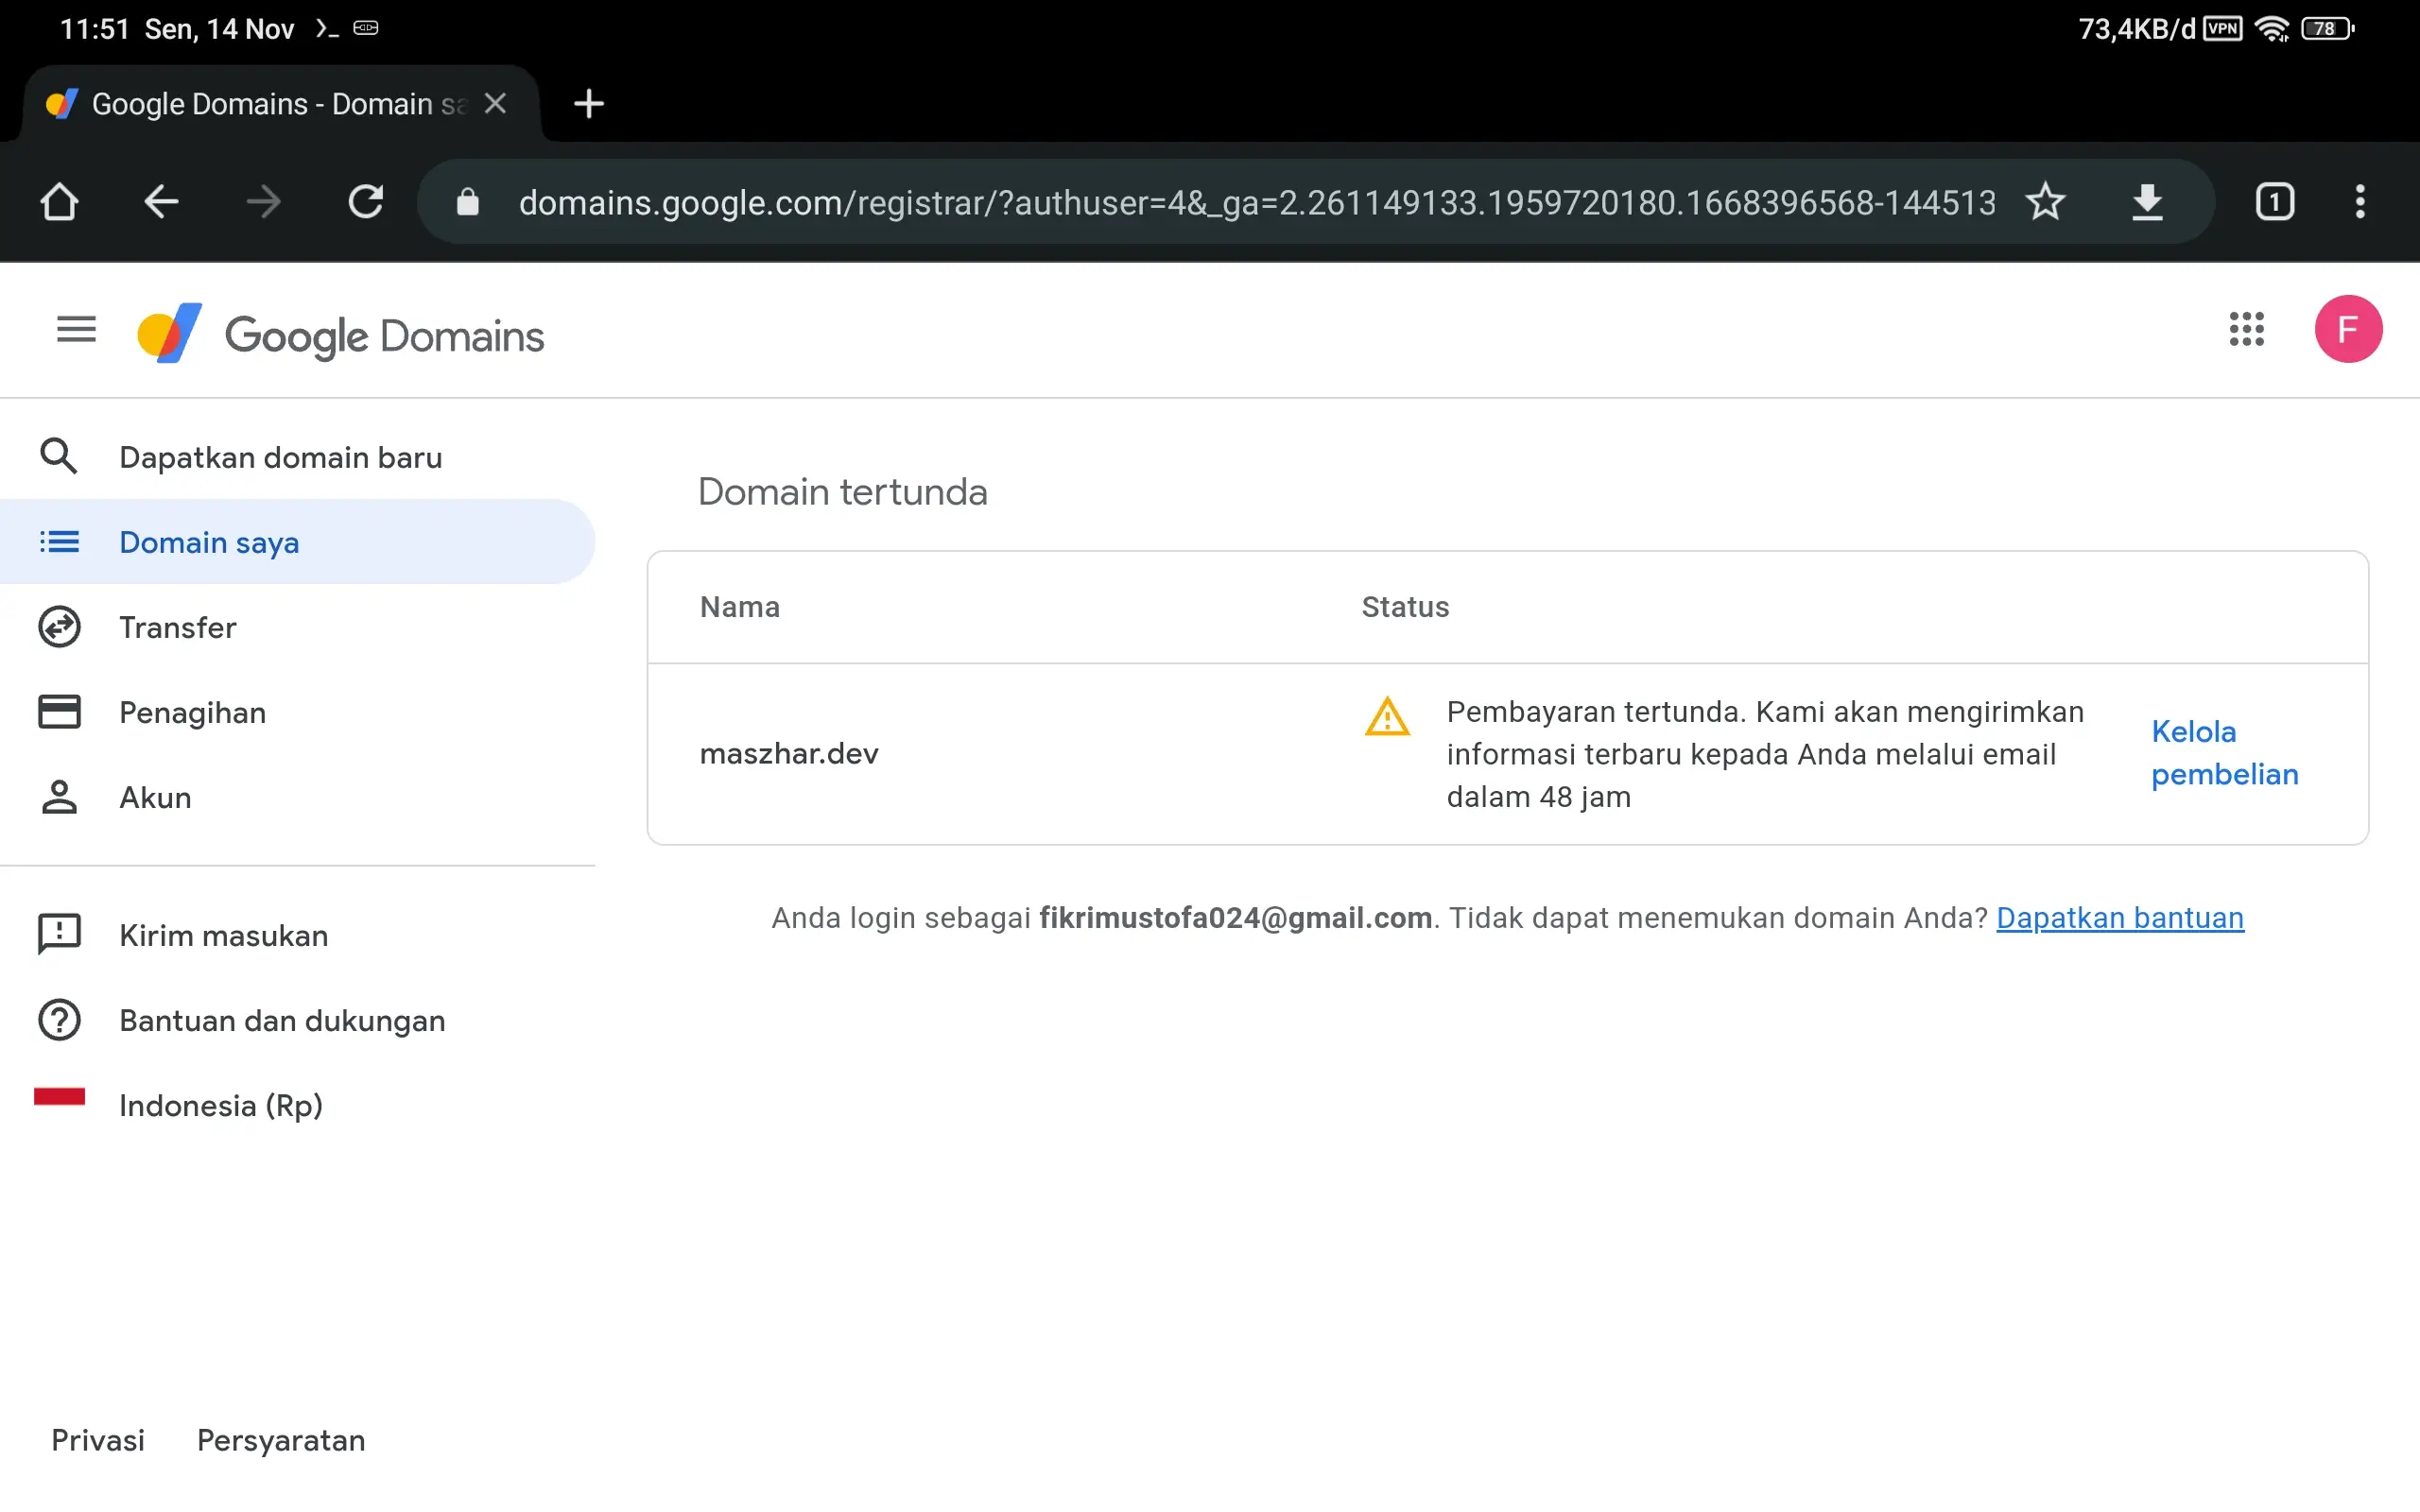 11:51 Sen, 14 Nov
73,4KB/d VPN 78
Google Domains - Domain sa
domains.google.com/registrar/?authuser=4&_ga=2.261149133.1959720180.1668396568-144513
1
Google Domains
F
Dapatkan domain baru
Domain saya
Transfer
Penagihan
Akun
Kirim masukan
Bantuan dan dukungan
Indonesia (Rp)
Privasi Persyaratan
Domain tertunda
Nama Status
maszhar.dev
Pembayaran tertunda. Kami akan mengirimkan
informasi terbaru kepada Anda melalui email
dalam 48 jam
Kelola
pembelian
Anda login sebagai fikrimustofa024@gmail.com. Tidak dapat menemukan domain Anda? Dapatkan bantuan